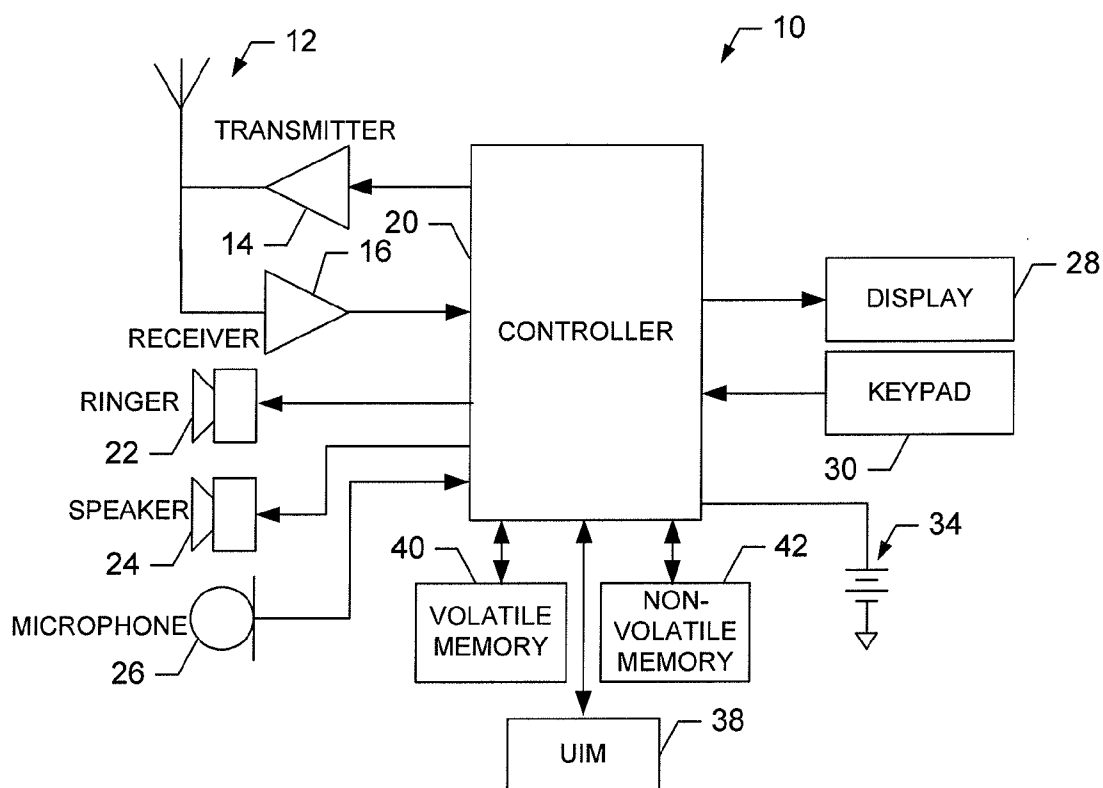 12
10
TRANSMITTER
14
20
16
RECEIVER
CONTROLLER
DISPLAY
28
KEYPAD
30
RINGER
22
SPEAKER
24
MICROPHONE
26
40
VOLATILE
MEMORY
42
NON-
VOLATILE
MEMORY
34
UIM
38